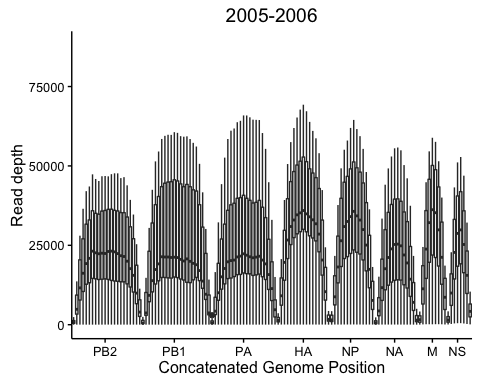 2005-2006
Read depth
75000
50000
25000
0
PB2 PB1 PA HA NP NA M NS
Concatenated Genome Position